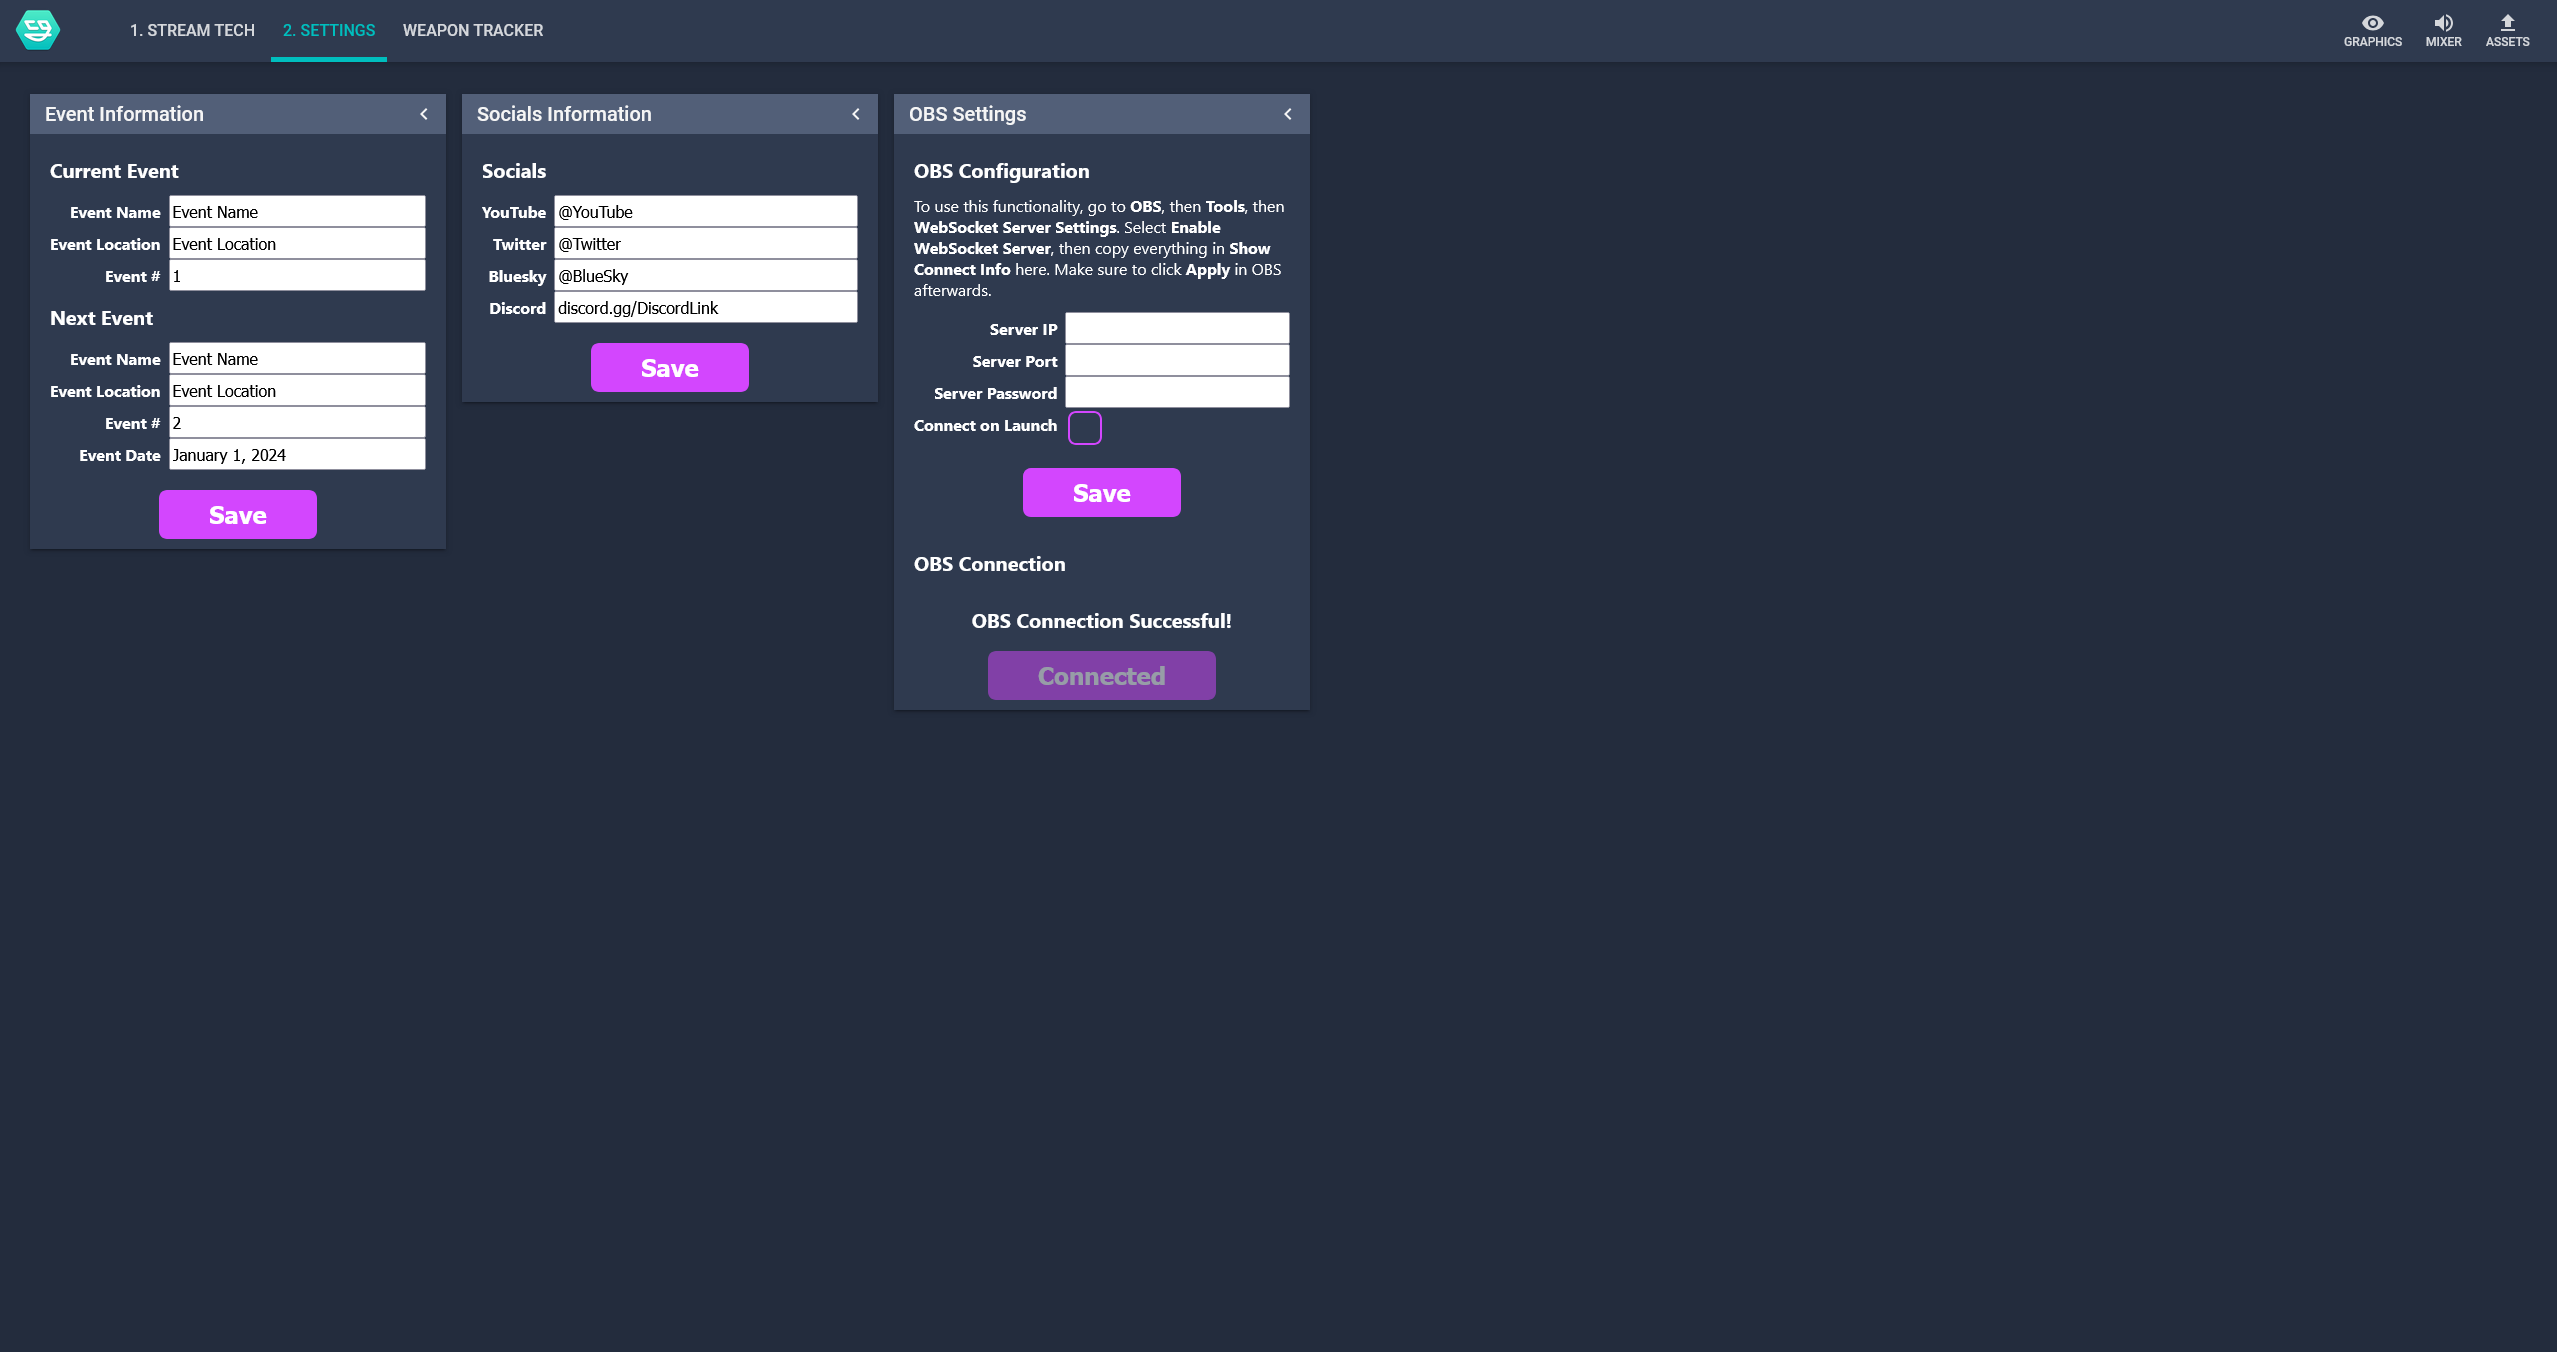 1. STREAM TECH
2. SETTINGS
WEAPON TRACKER
GRAPHICS
MIXER
ASSETS
Event Information
Current Event
Event Name Event Name
Event Location Event Location
Event # 1
Next Event
Event Name Event Name
Event Location Event Location
Event # 2
Event Date January 1, 2024
Save
Socials Information
Socials
YouTube @YouTube
Twitter @Twitter
Bluesky @BlueSky
Discord discord.gg/DiscordLink
Save
OBS Settings
OBS Configuration
To use this functionality, go to OBS, then Tools, then
WebSocket Server Settings. Select Enable
WebSocket Server, then copy everything in Show
Connect Info here. Make sure to click Apply in OBS
afterwards.
Server IP
Server Port
Server Password
Connect on Launch
Save
OBS Connection
OBS Connection Successful!
Connected